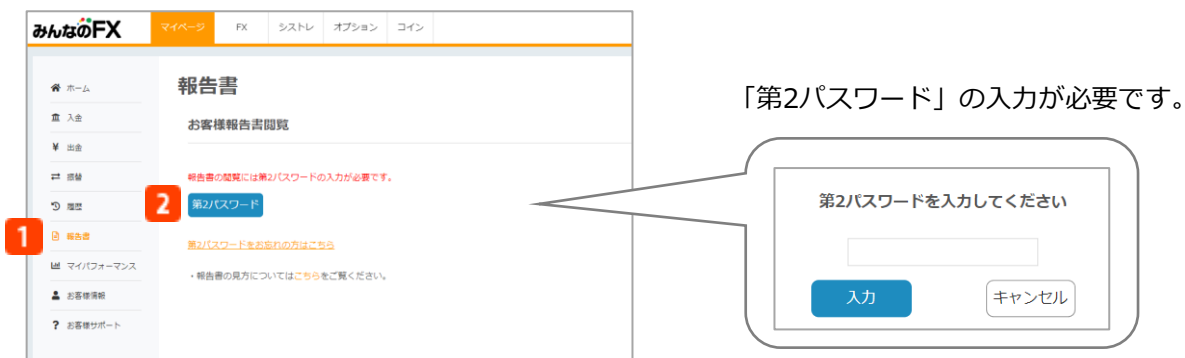 みんなのFX
マイページ FX シストレ オプション コイン
ホーム
入金
出金
振替
履歴
1 報告書
マイパフォーマンス
お客様情報
お客様サポート
報告書
お客様報告書閲覧
報告書の閲覧には第2パスワードの入力が必要です。
2 第2パスワード
第2パスワードをお忘れの方はこちら
・報告書の見方についてはこちらをご覧ください。
「第2パスワード」の入力が必要です。
第2パスワードを入力してください
入力 キャンセル